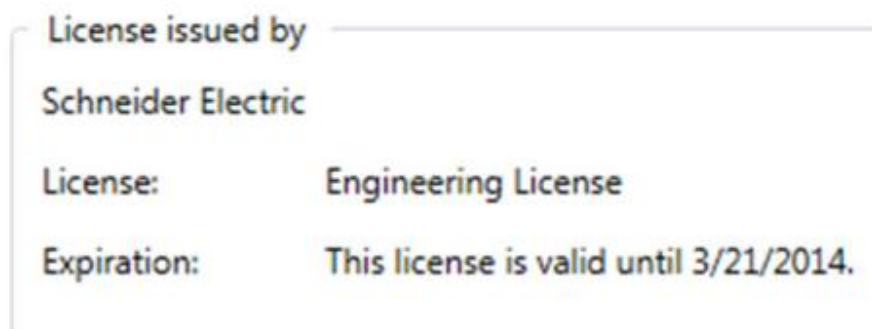 License issued by
Schneider Electric
License: Engineering License
Expiration: This license is valid until 3/21/2014.